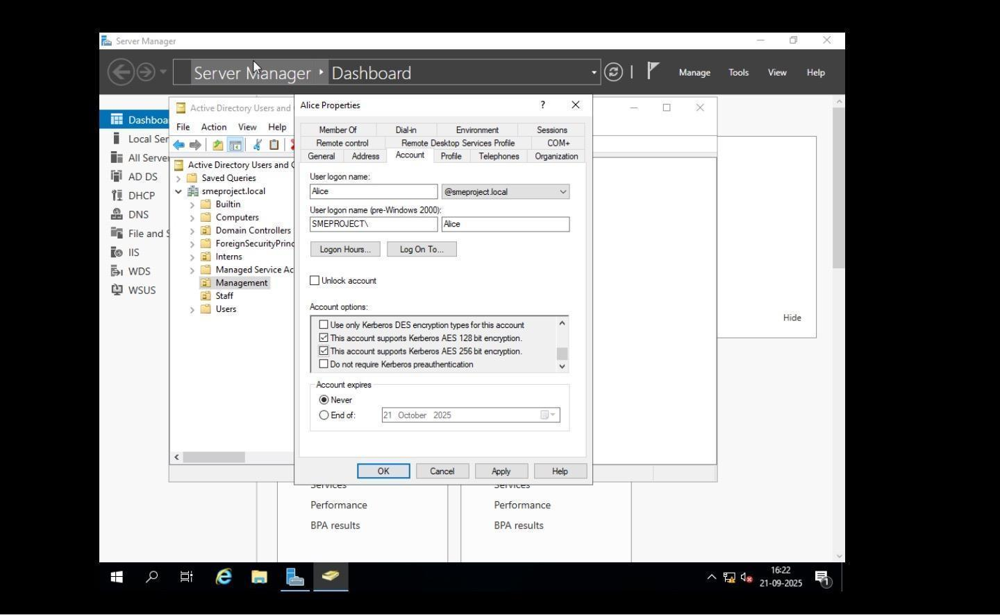 Server Manager
Server Manager ‣ Dashboard
Manage Tools View Help
Alice Properties ?
Active Directory Users and
File Action View Help
Dashboa
Local Ser
All Server
AD DS
DHCP
DNS
File and S
IIS
WDS
WSUS
Active Directory Users and C
Saved Queries
smeproject.local
Builtin
Computers
Domain Controllers
ForeignSecurityPrinc
Interns
Managed Service Ac
Management
Staff
Users
Member Of Dial-in Environment Sessions
Remote control Remote Desktop Services Profile COM+
General Address Account Profile Telephones Organization
User logon name:
Alice @smeproject.local
User logon name (pre-Windows 2000):
SMEPROJECT\ Alice
Logon Hours... Log On To...
Unlock account
Account options:
Use only Kerberos DES encryption types for this account
This account supports Kerberos AES 128 bit encryption.
This account supports Kerberos AES 256 bit encryption.
Do not require Kerberos preauthentication
Account expires
Never
End of: 21 October 2025
OK Cancel Apply Help
Hide
Services Services
Performance Performance
BPA results BPA results
16:22
21-09-2025
1